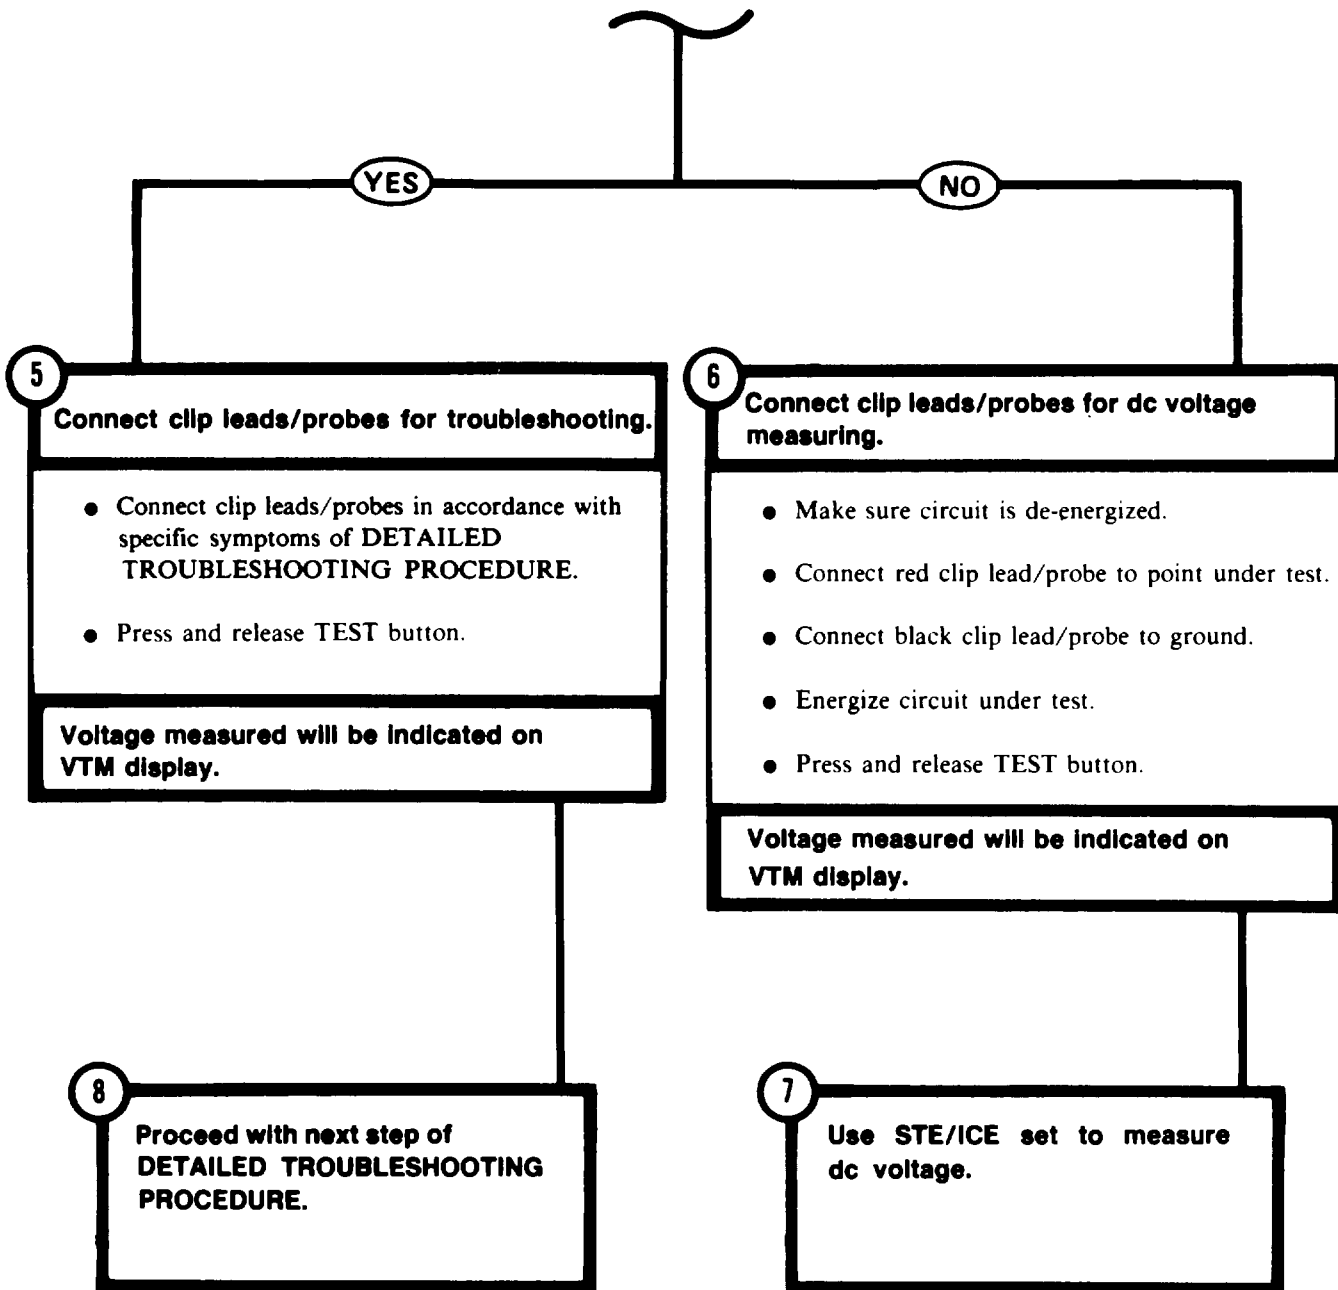 YES
NO
5
Connect clip leads/probes for troubleshooting.
● Connect clip leads/probes in accordance with
specific symptoms of DETAILED
TROUBLESHOOTING PROCEDURE.
● Press and release TEST button.
Voltage measured will be indicated on
VTM display.
6
Connect clip leads/probes for dc voltage
measuring.
● Make sure circuit is de-energized.
● Connect red clip lead/probe to point under test.
● Connect black clip lead/probe to ground.
● Energize circuit under test.
● Press and release TEST button.
Voltage measured will be indicated on
VTM display.
8
Proceed with next step of
DETAILED TROUBLESHOOTING
PROCEDURE.
7
Use STE/ICE set to measure
dc voltage.